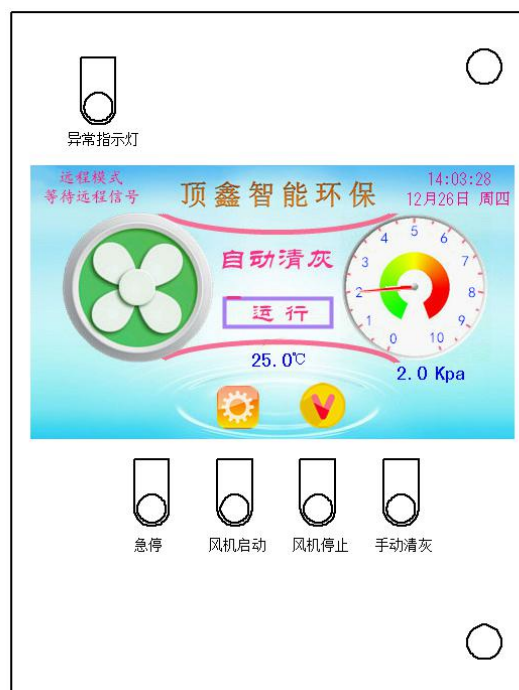 异常指示灯
远程模式
等待远程信号
顶鑫智能环保
14:03:28
12月26日 周四
自动清灰
运行
0
1
2
3
4
5
6
7
8
9
10
25.0℃
2.0 Kpa
急停
风机启动
风机停止
手动清灰